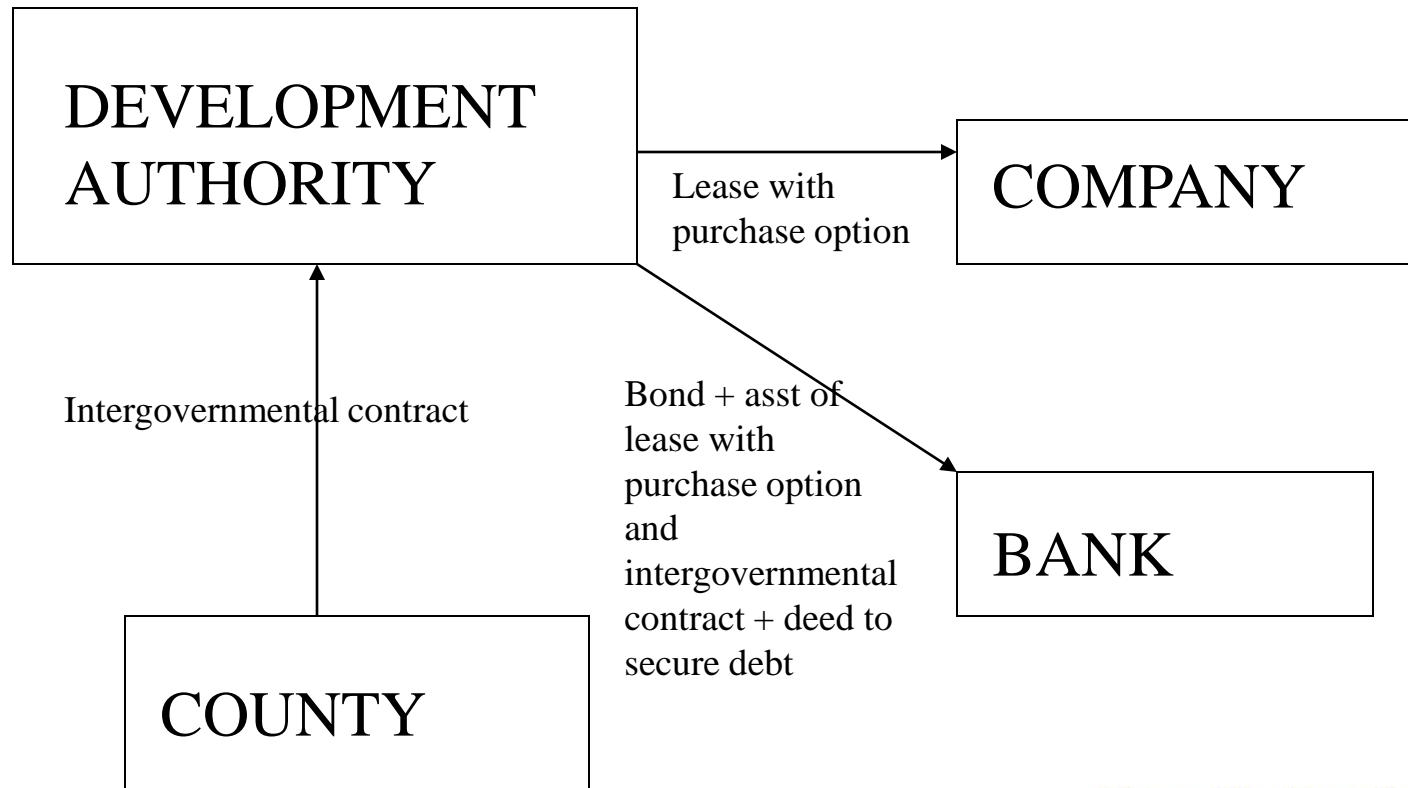 DEVELOPMENT
AUTHORITY
COMPANY
Lease with
purchase option
Intergovernmental contract
Bond + asst of
lease with
purchase option
and
intergovernmental
contract + deed to
secure debt
BANK
COUNTY